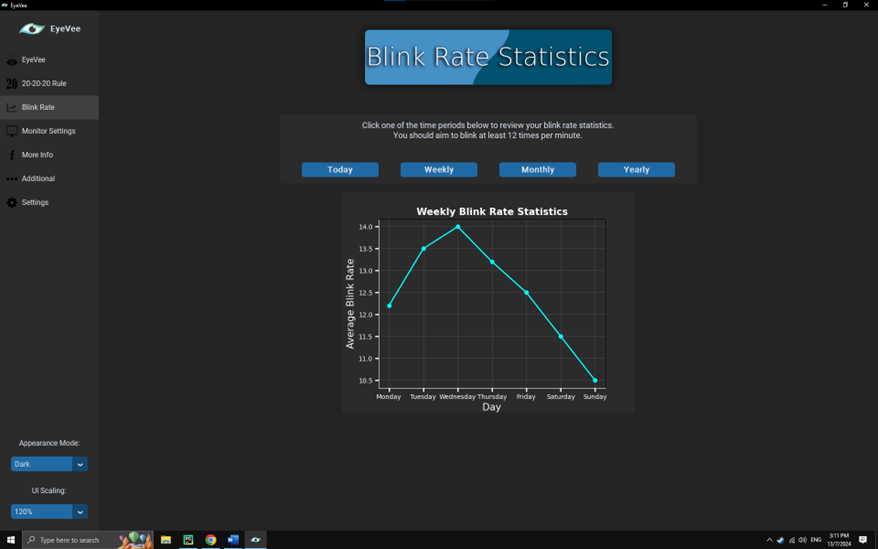 EyeVee
EyeVee
EyeVee
20 20-20-20 Rule
Blink Rate
Monitor Settings
i More Info
Additional
Settings
Appearance Mode:
Dark
UI Scaling:
120%
Blink Rate Statistics
Click one of the time periods below to review your blink rate statistics.
You should aim to blink at least 12 times per minute.
Today Weekly Monthly Yearly
Weekly Blink Rate Statistics
Average Blink Rate
14.0
13.5
13.0
12.5
12.0
11.5
11.0
10.5
Monday Tuesday Wednesday Thursday Friday Saturday Sunday
Day
Type here to search
ENG
3:11 PM
13/7/2024